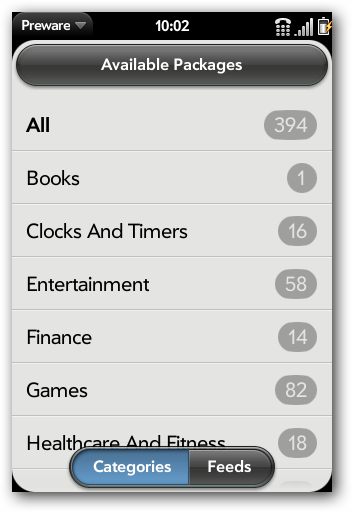 Preware 10:02
Available Packages
All 394
Books 1
Clocks And Timers 16
Entertainment 58
Finance 14
Games 82
Healthcare And Fitness 18
Categories Feeds